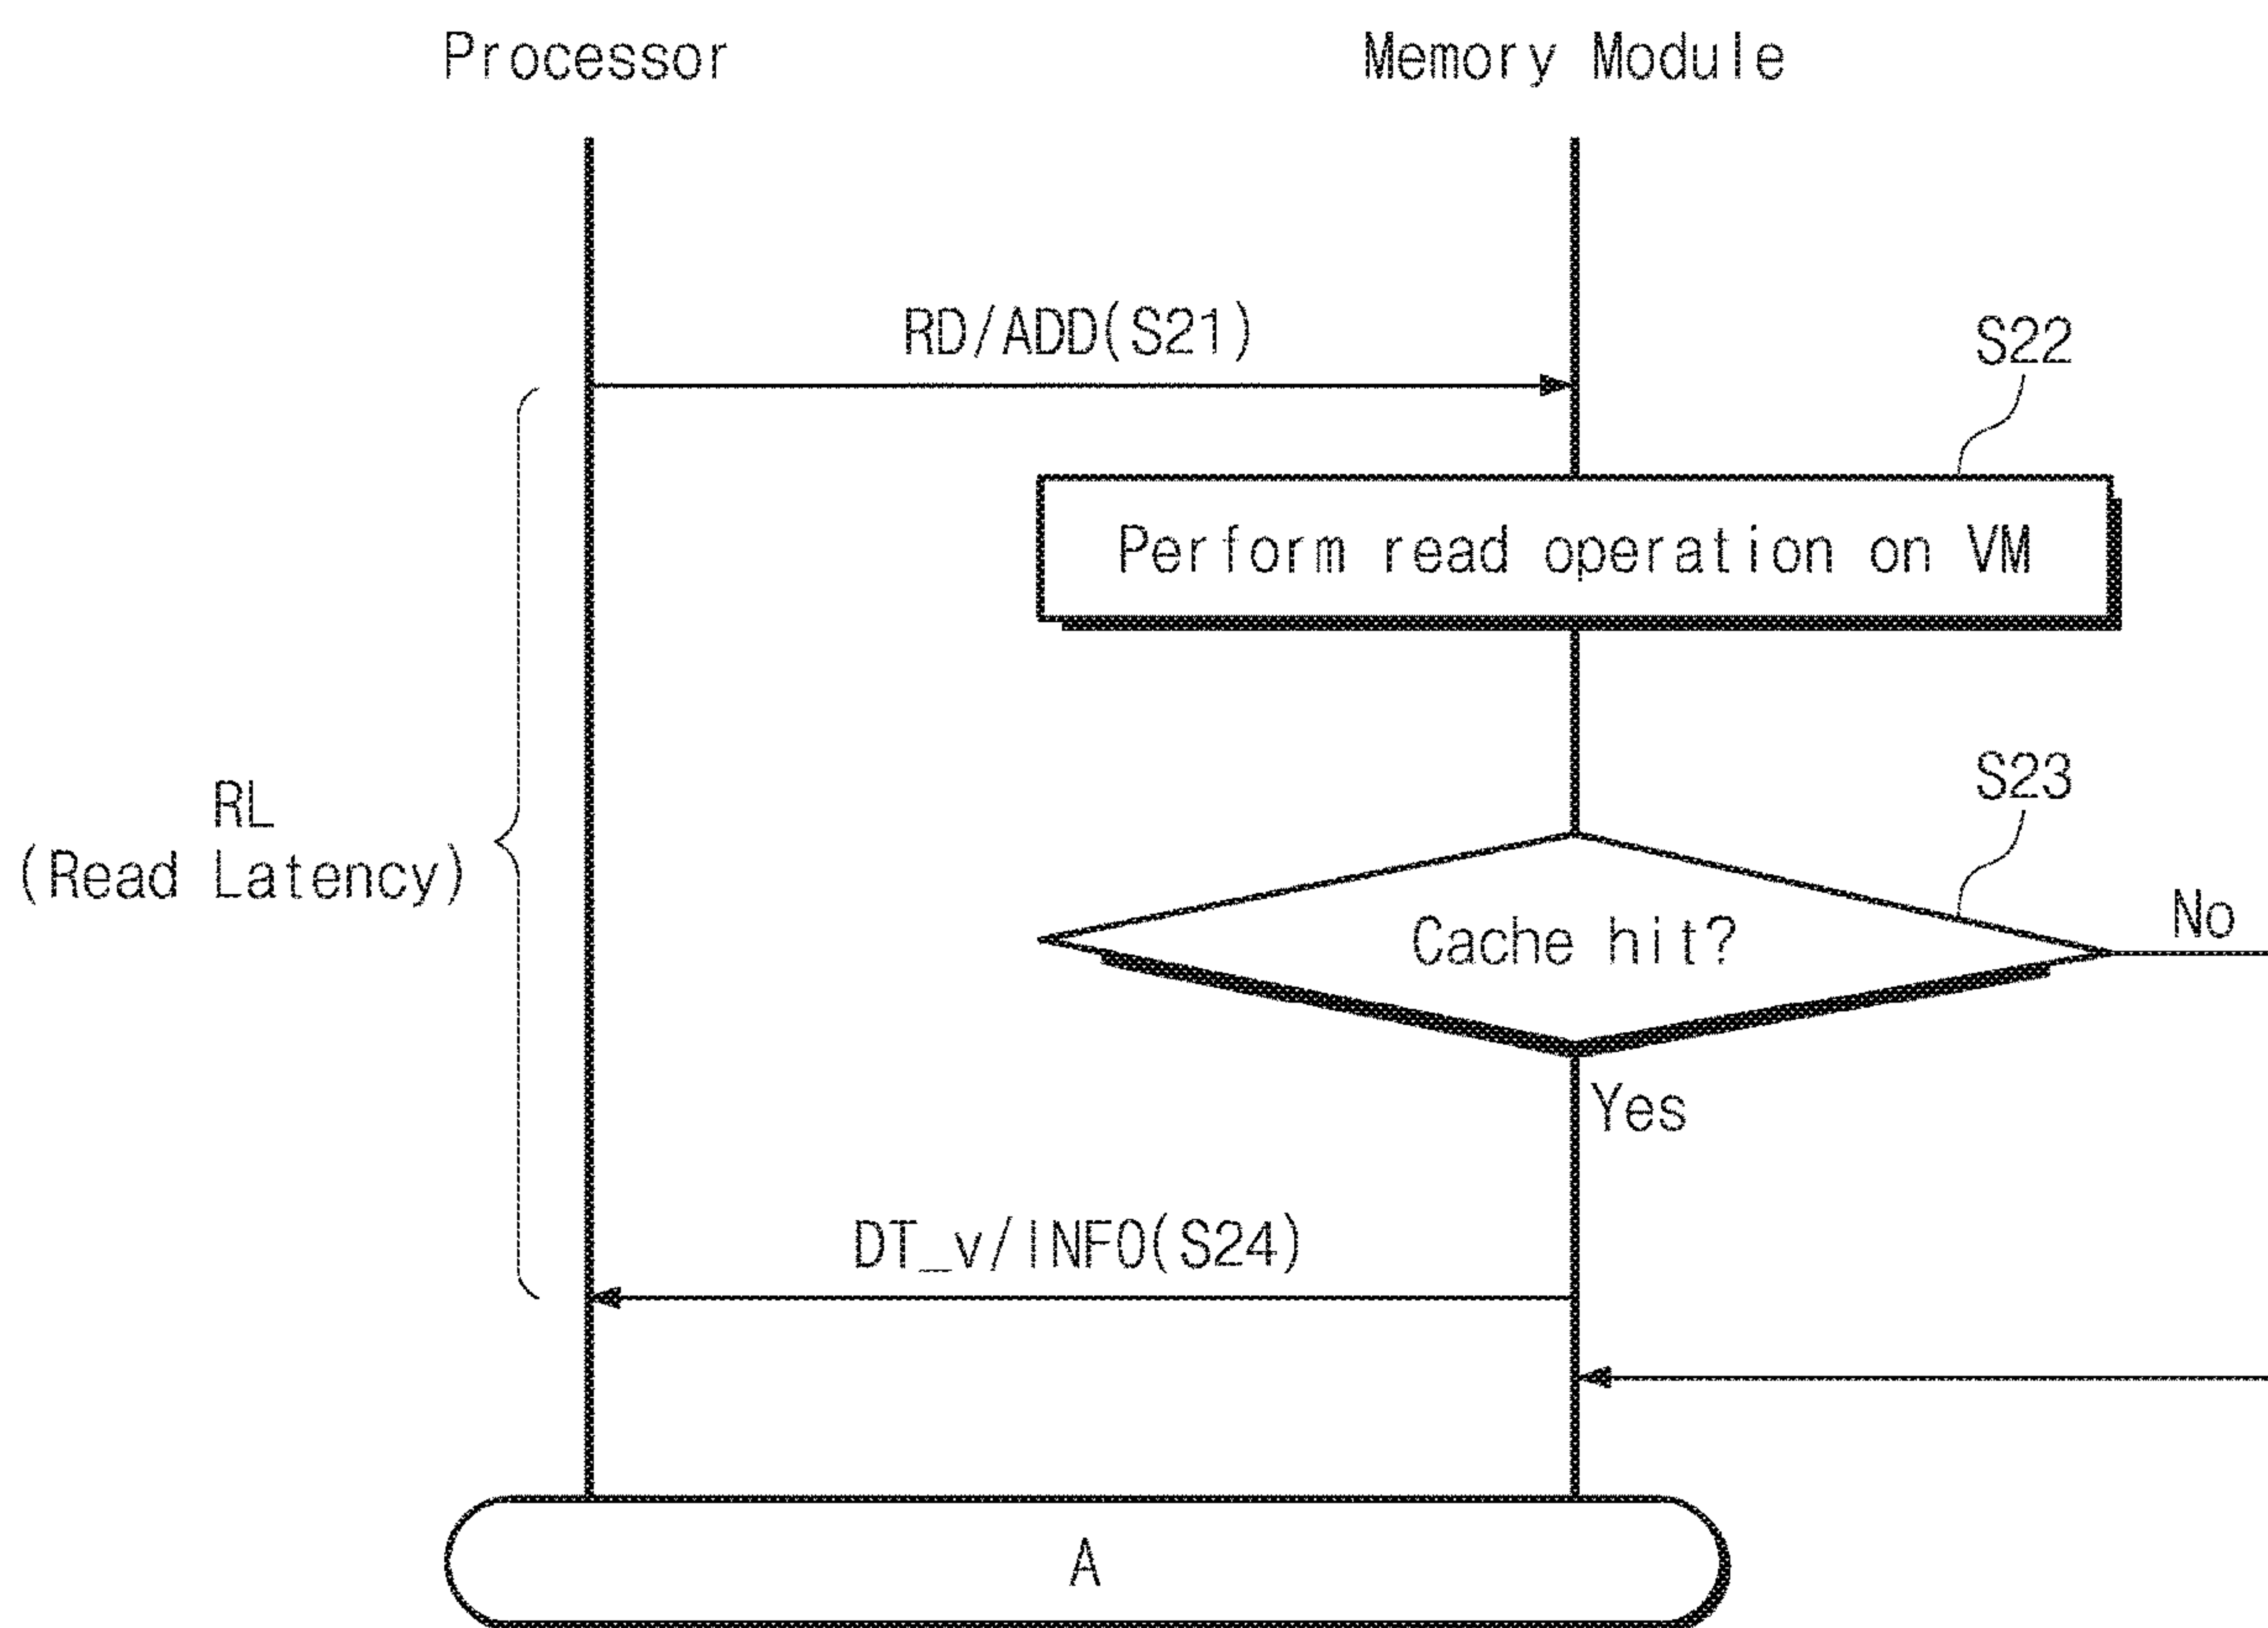 Processor
Memory Module
RD/ADD(S21)
S22
Perform read operation on VM
RL
(Read Latency)
S23
Cache hit?
No
Yes
DT_v/INFO(S24)
A